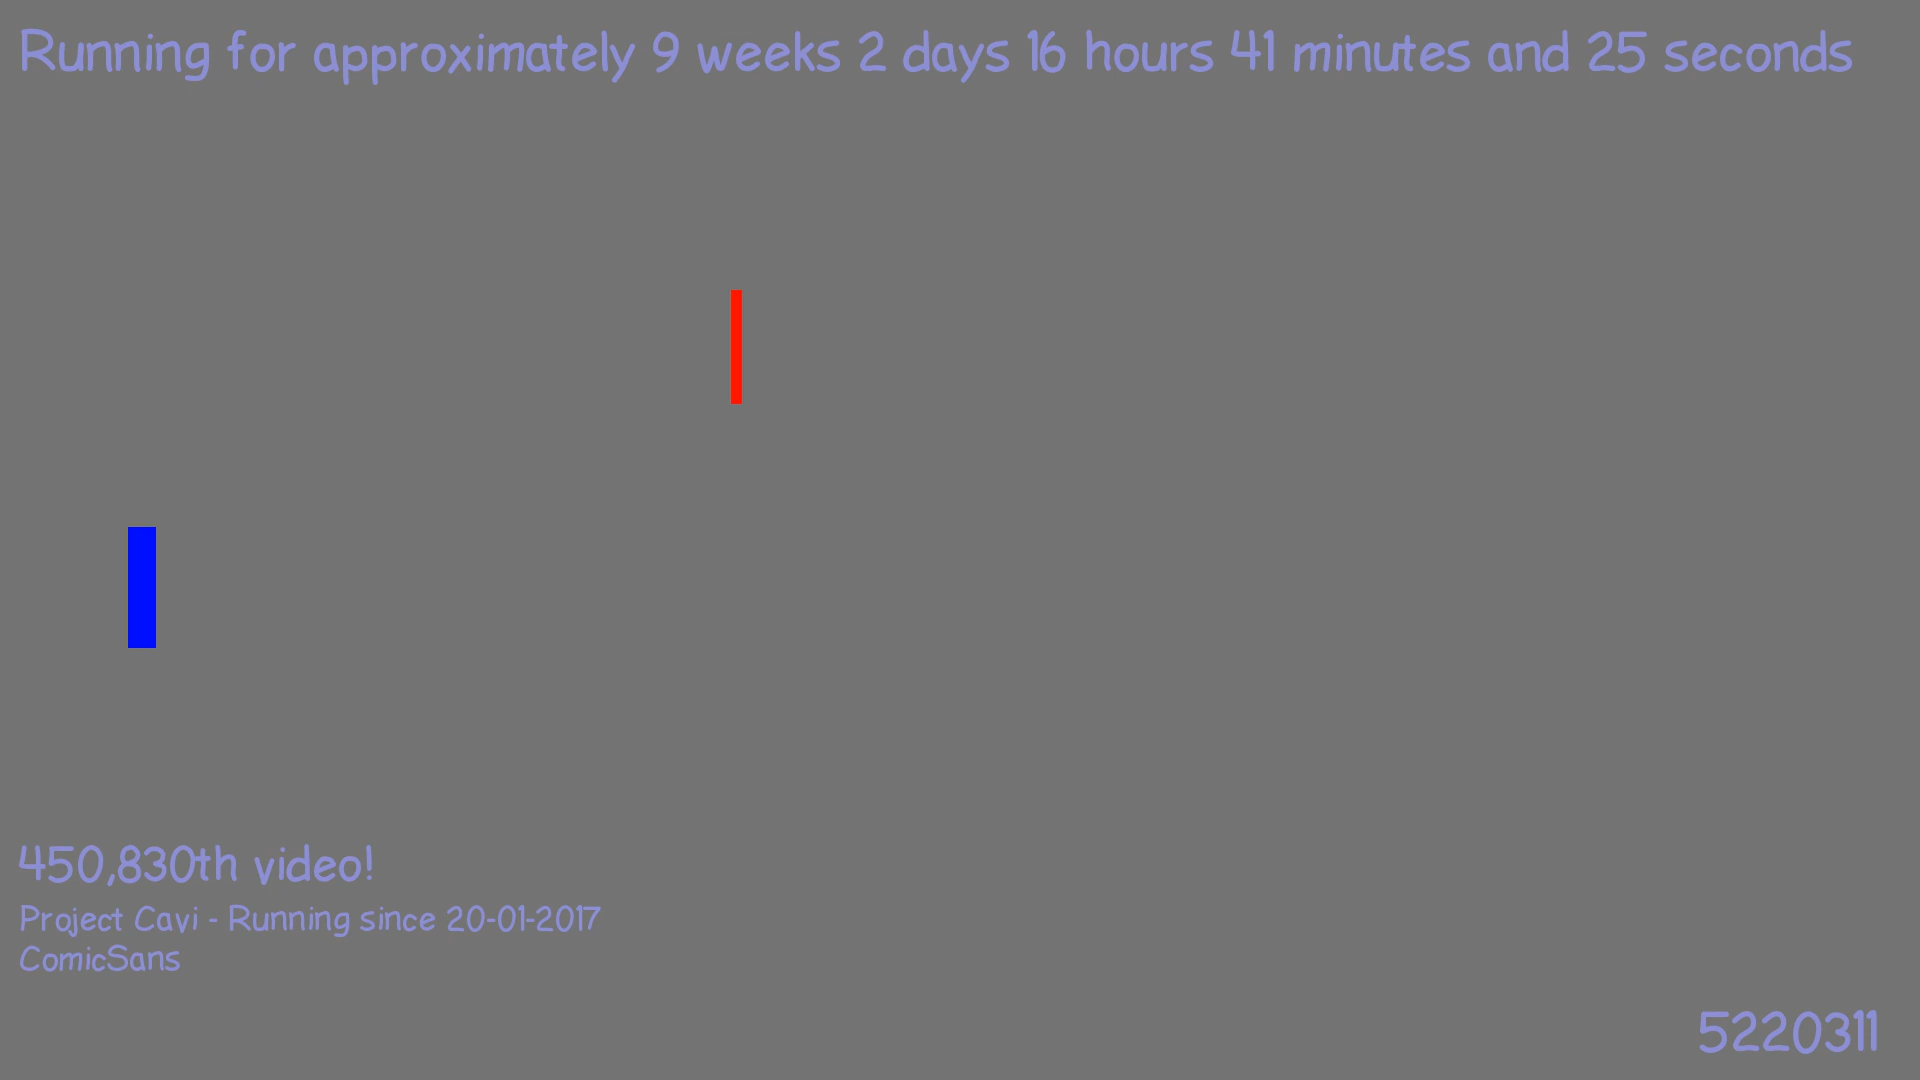 Running for approximately 9 weeks 2 days 16 hours 41 minutes and 25 seconds
450,830th video!
Project Cavi - Running since 20-01-2017
ComicSans
5220311